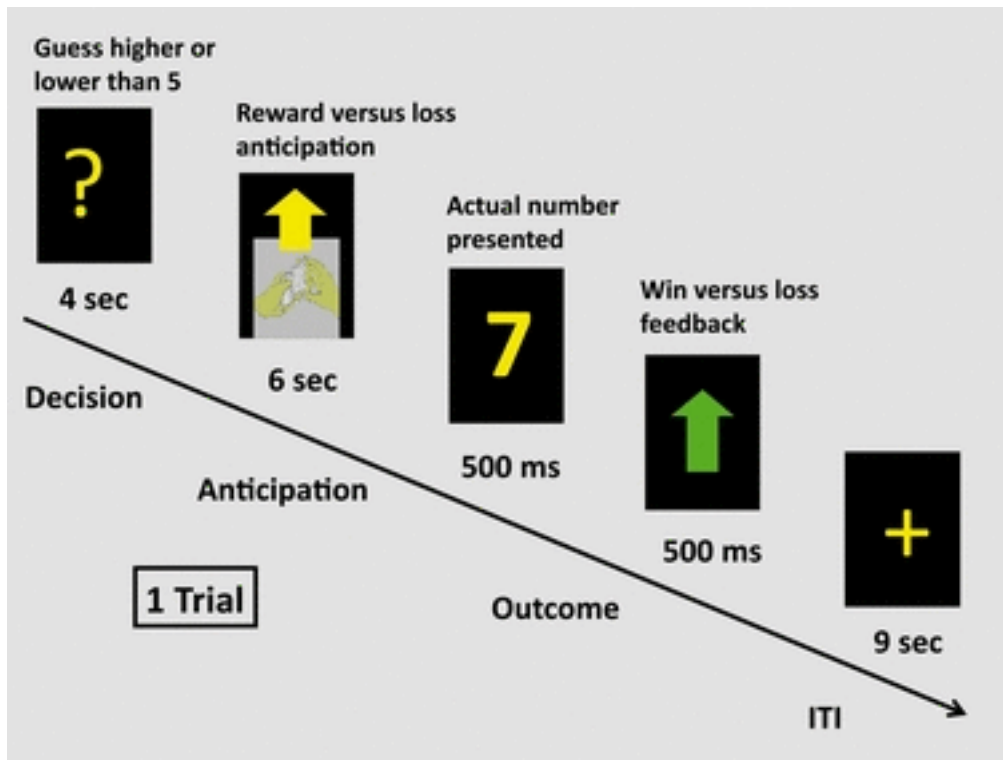 Guess higher or
lower than 5
?
4 sec
Decision
Reward versus loss
anticipation
6 sec
Anticipation
Actual number
presented
7
500 ms
Outcome
Win versus loss
feedback
500 ms
+
9 sec
ITI
1 Trial